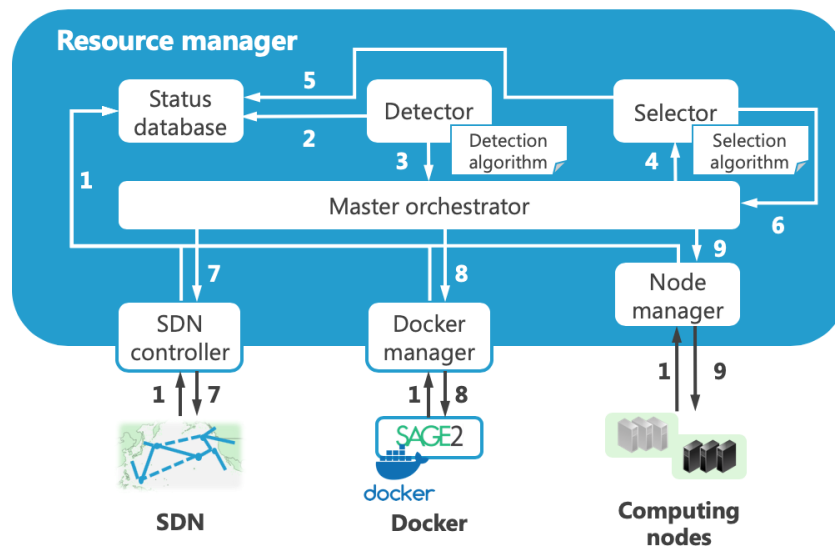 Resource manager
Status
database
5
2
Detector
Detection
algorithm
3
Selector
Selection
algorithm
4
1
Master orchestrator
6
7
8
9
SDN
controller
Docker
manager
Node
manager
1
7
1
8
1
9
SAGE2
docker
SDN
Docker
Computing
nodes